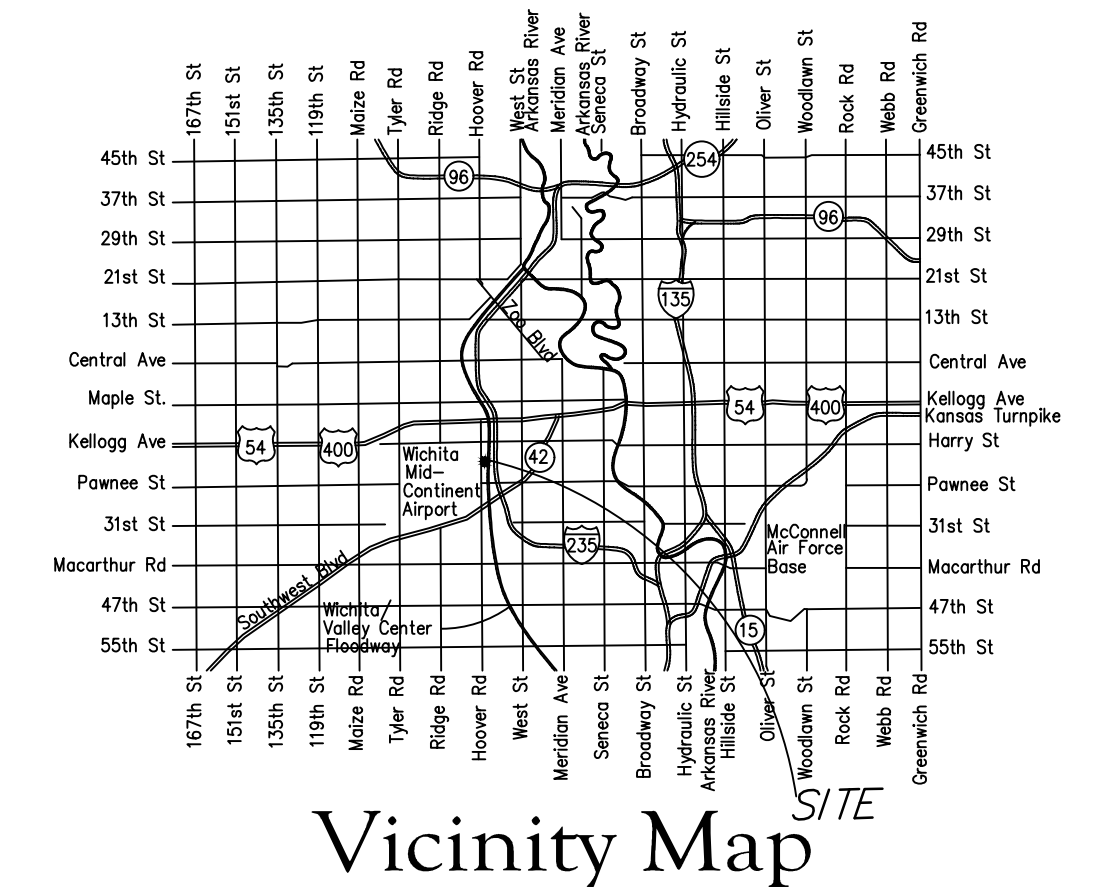 167th St
151st St
135th St
119th St
Maize Rd
Tyler Rd
Ridge Rd
Hoover Rd
West St
Arkansas River
Meridian Ave
Arkansas River
Seneca St
Broadway St
Hydraulic St
Hillside St
Oliver St
Woodlawn St
Rock Rd
Webb Rd
Greenwich Rd
45th St
37th St
29th St
21st St
13th St
Central Ave
Maple St.
Kellogg Ave
Pawnee St
31st St
Macarthur Rd
47th St
55th St
96
254
96
135
Zoo Blvd
54
400
54
400
42
Wichita
Mid–
Continent
Airport
235
McConnell
Air Force
Base
Southwest Blvd
Wichita/
Valley Center
Floodway
15
45th St
37th St
29th St
21st St
13th St
Central Ave
Kellogg Ave
Kansas Turnpike
Harry St
Pawnee St
31st St
Macarthur Rd
47th St
55th St
167th St
151st St
135th St
119th St
Maize Rd
Tyler Rd
Ridge Rd
Hoover Rd
West St
Meridian Ave
Seneca St
Broadway St
Hydraulic St
Arkansas River
Hillside St
Oliver St
Woodlawn St
Rock Rd
Webb Rd
Greenwich Rd
SITE
Vicinity Map